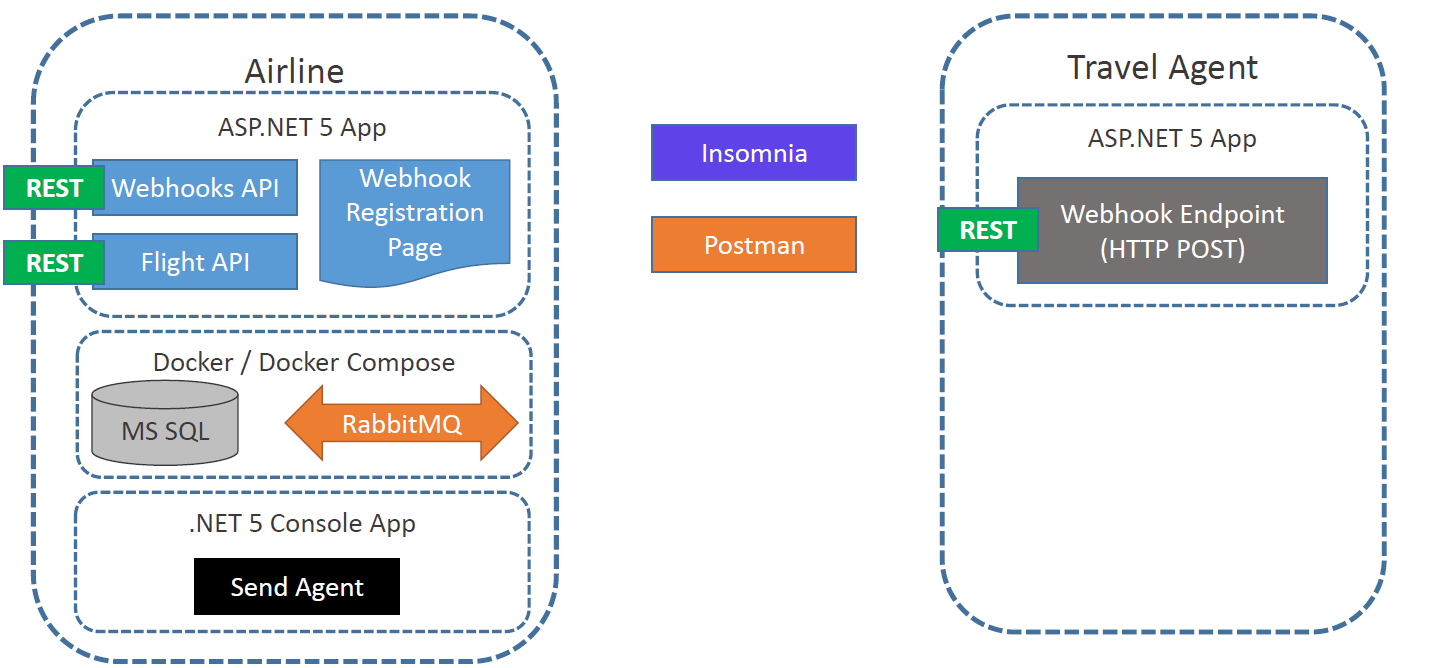 Airline
ASP.NET 5 App
REST
Webhooks API
REST
Flight API
Webhook
Registration
Page
Docker / Docker Compose
MS SQL
RabbitMQ
.NET 5 Console App
Send Agent
Insomnia
Postman
Travel Agent
ASP.NET 5 App
REST
Webhook Endpoint
(HTTP POST)